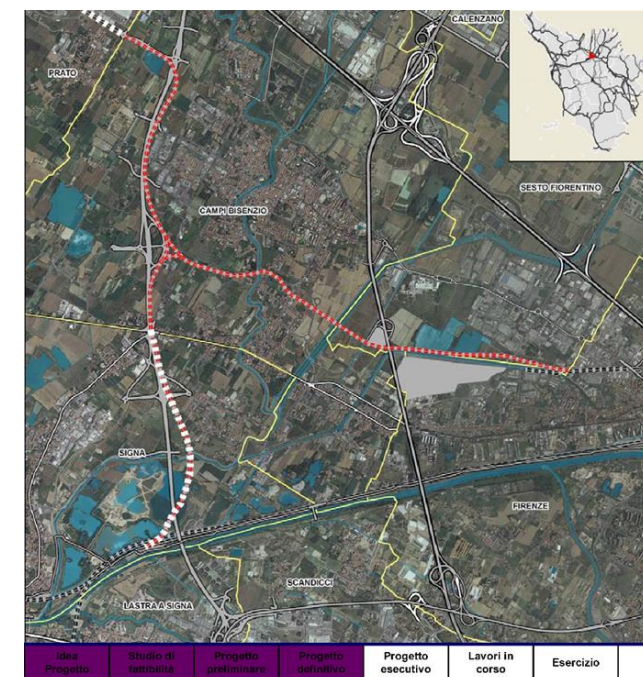 CALENZANO
PRATO
SESTO FIORENTINO
CAMPI BISENZIO
SIGNA
FIRENZE
SCANDICCI
LASTRA A SIGNA
Idea Progetto
Studio di fattibilità
Progetto preliminare
Progetto definitivo
Progetto esecutivo
Lavori in corso
Esercizio